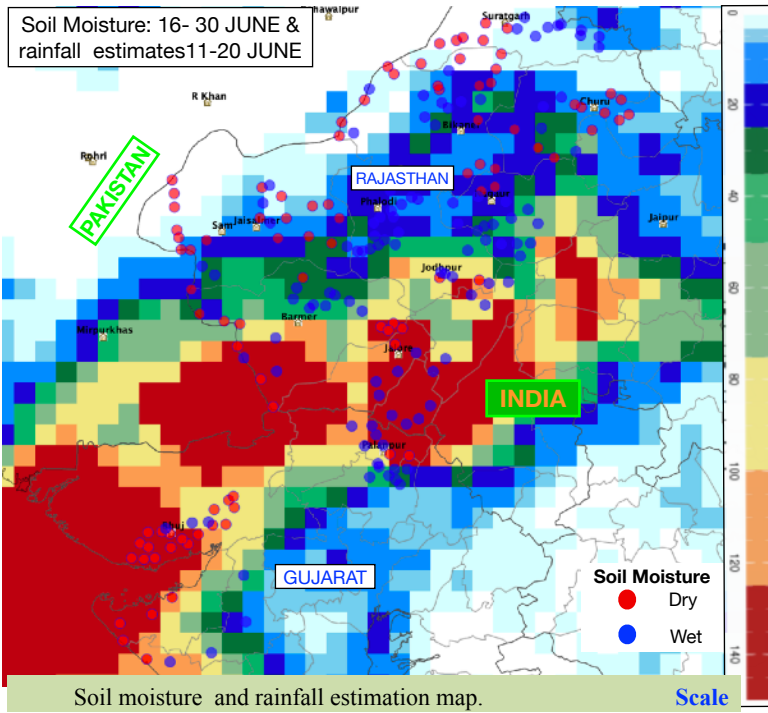 Soil Moisture: 16- 30 JUNE &
rainfall estimates11-20 JUNE
hawalpur
Suratgarh
R Khan
Churu
Rohri
PAKISTAN
RAJASTHAN
Phalodi
Jaipur
Sam
Jaisalmer
Jodhpur
Mirpurkhas
Barmer
Jalore
INDIA
Palanpur
Bhuj
GUJARAT
Soil Moisture
Dry
Wet
0
20
40
60
80
100
120
140
Soil moisture and rainfall estimation map.
Scale